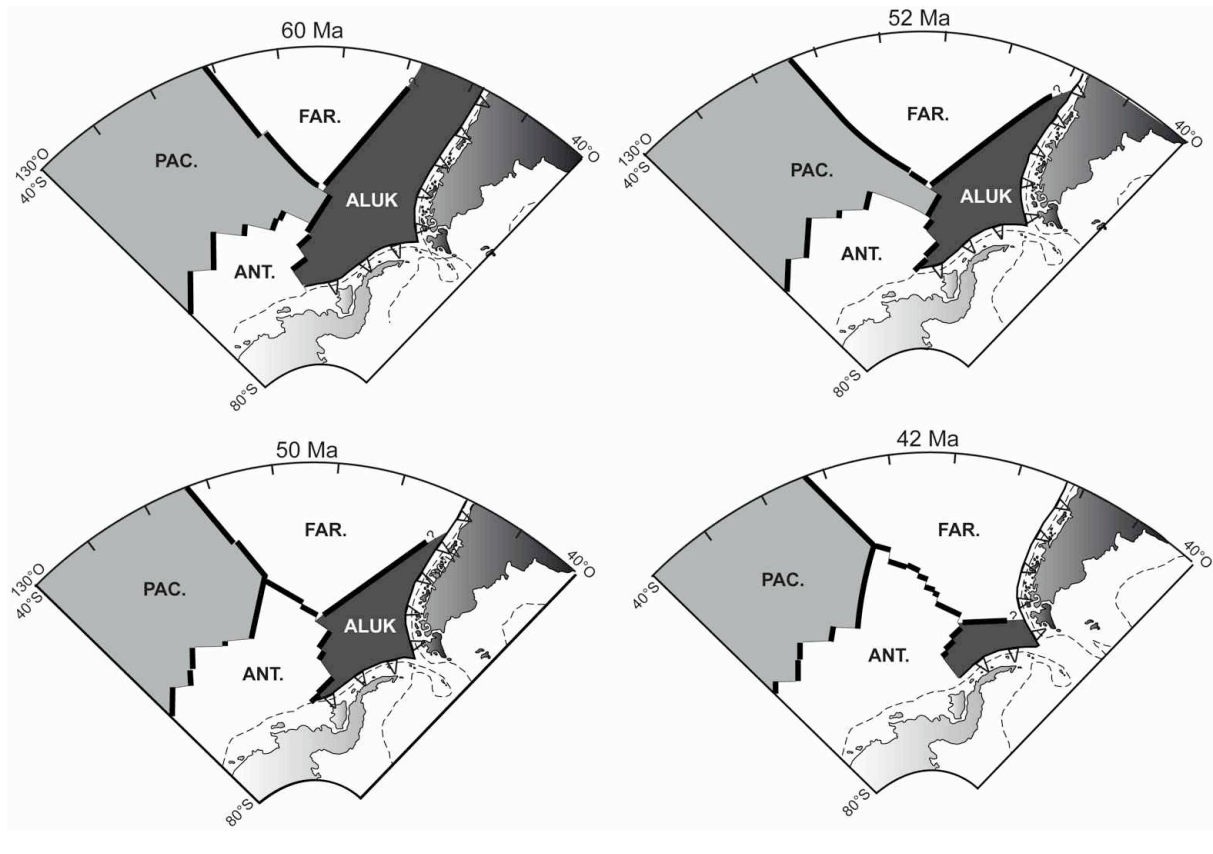 60 Ma
FAR.
PAC.
ALUK
ANT.
130°O
40°S
80°S
40°O
?
52 Ma
FAR.
PAC.
ALUK
ANT.
130°O
40°S
80°S
40°O
?
50 Ma
FAR.
PAC.
ALUK
ANT.
130°O
40°S
80°S
40°O
?
42 Ma
FAR.
PAC.
ANT.
40°S
80°S
40°O
?